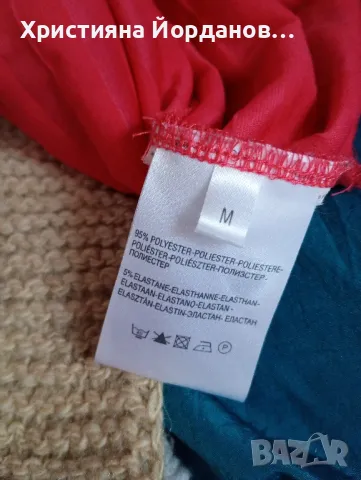 Християна Йорданов…
M
95% POLYESTER-POLIESTER-POLIESTERE-
POLIÉSTER-POLIÉSZTER-ПОЛИЭСТЕР-
ПОЛИЕСТЕР
5% ELASTANE-ELASTHANNE-ELASTHAN-
ELASTAAN-ELASTANO-ELASTAN-
ELASZTÁN-ELASTIN-ЭЛАСТАН- ЕЛАСТАН
P
BAZAR